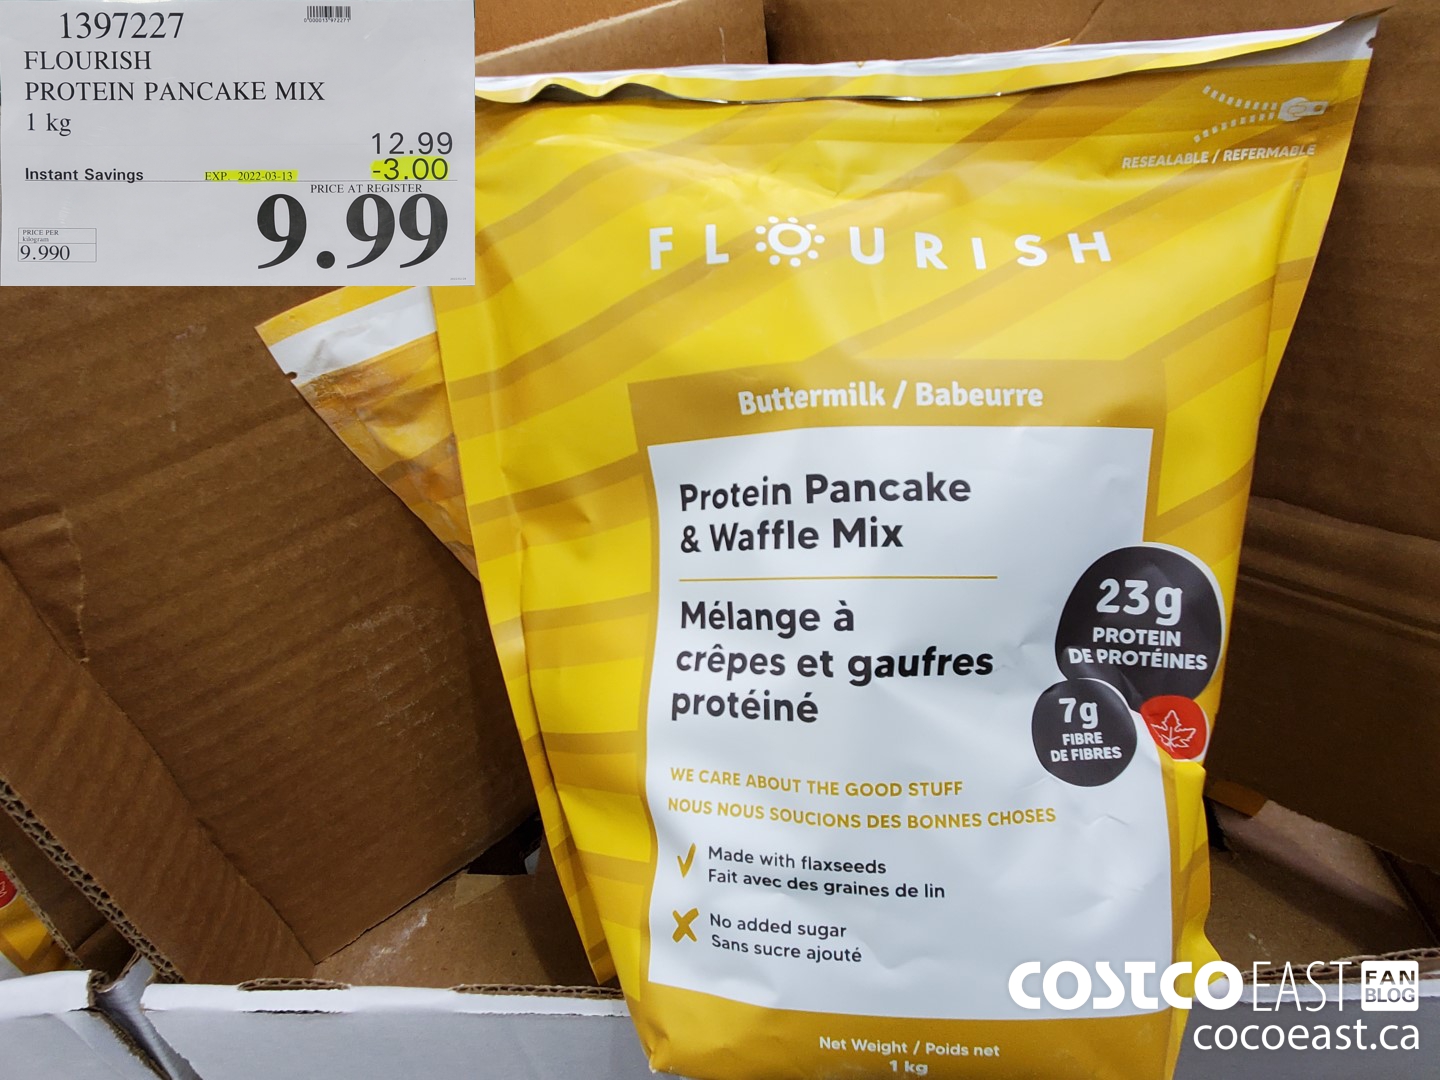 1397227
0"000013"97227"1
FLOURISH
PROTEIN PANCAKE MIX
1 kg
12.99
Instant Savings EXP. 2022-03-13 -3.00
PRICE AT REGISTER
9.99
PRICE PER
kilogram
9.990
RESEALABLE / REFERMABLE
FLOURISH
Buttermilk / Babeurre
Protein Pancake
& Waffle Mix
Mélange à
crêpes et gaufres
protéiné
23g
PROTEIN
DE PROTÉINES
7g
FIBRE
DE FIBRES
WE CARE ABOUT THE GOOD STUFF
NOUS NOUS SOUCIONS DES BONNES CHOSES
Made with flaxseeds
Fait avec des graines de lin
No added sugar
Sans sucre ajouté
Net Weight / Poids net
1 kg
COSTCO EAST FAN
BLOG
cocoeast.ca